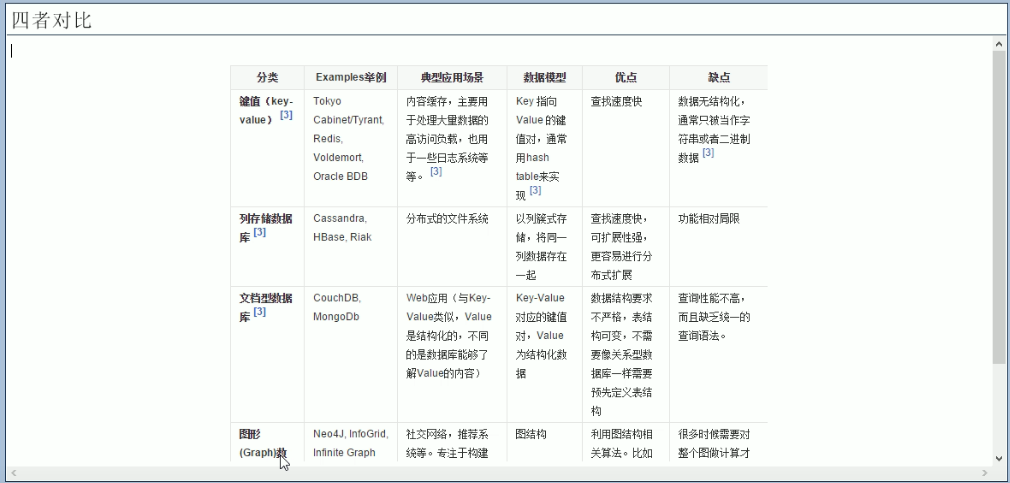 四者对比
分类 Examples举例 典型应用场景 数据模型 优点 缺点
键值（key-
value）[3]
Tokyo
Cabinet/Tyrant,
Redis,
Voldemort,
Oracle BDB
内容缓存，主要用
于处理大量数据的
高访问负载，也用
于一些日志系统等
等。[3]
Key 指向
Value 的键
值对，通常
用hash
table来实
现 [3]
查找速度快
数据无结构化，
通常只被当作字
符串或者二进制
数据 [3]
列存储数据
库 [3]
Cassandra,
HBase, Riak
分布式的文件系统
以列簇式存
储，将同一
列数据存在
一起
查找速度快，
可扩展性强，
更容易进行分
布式扩展
功能相对局限
文档型数据
库 [3]
CouchDB,
MongoDb
Web应用（与Key-
Value类似，Value
是结构化的，不同
的是数据库能够了
解Value的内容）
Key-Value
对应的键值
对，Value
为结构化数
据
数据结构要求
不严格，表结
构可变，不需
要像关系型数
据库一样需要
预先定义表结
构
查询性能不高，
而且缺乏统一的
查询语法。
图形
(Graph)数
Neo4J, InfoGrid,
Infinite Graph
社交网络，推荐系
统等。专注于构建
图结构
利用图结构相
关算法。比如
很多时候需要对
整个图做计算才